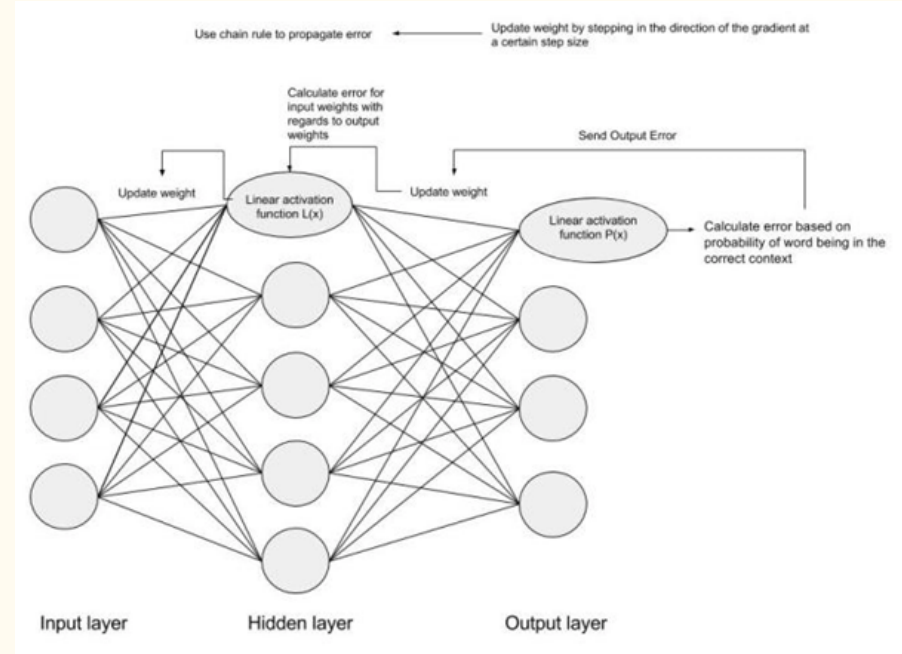 Use chain rule to propagate error
Update weight by stepping in the direction of the gradient at
a certain step size
Calculate error for
input weights with
regards to output
weights
Send Output Error
Update weight
Linear activation
function L(x)
Update weight
Linear activation
function P(x)
Calculate error based on
probability of word being in the
correct context
Input layer
Hidden layer
Output layer